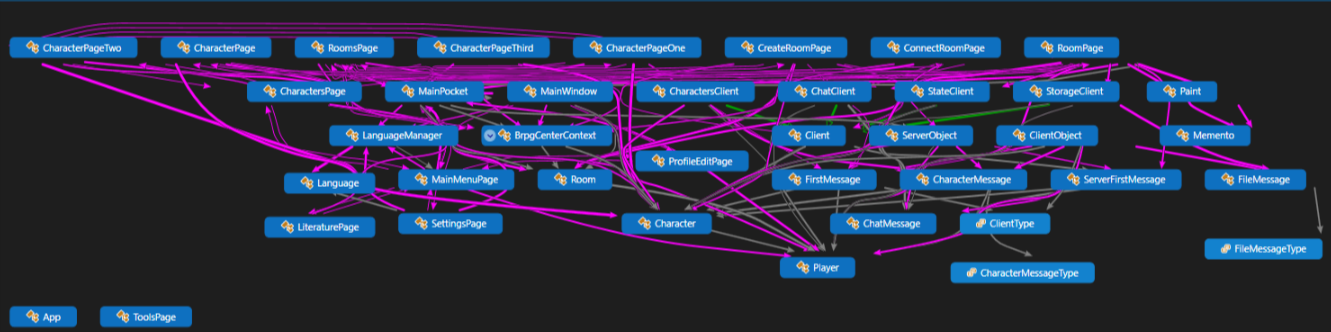 CharacterPageTwo
CharacterPage
RoomsPage
CharacterPageThird
CharacterPageOne
CreateRoomPage
ConnectRoomPage
RoomPage
CharactersPage
MainPocket
MainWindow
CharactersClient
ChatClient
StateClient
StorageClient
Paint
LanguageManager
BrpgCenterContext
Client
ServerObject
ClientObject
Memento
ProfileEditPage
Language
MainMenuPage
Room
FirstMessage
CharacterMessage
ServerFirstMessage
FileMessage
LiteraturePage
SettingsPage
Character
ChatMessage
ClientType
FileMessageType
Player
CharacterMessageType
App
ToolsPage